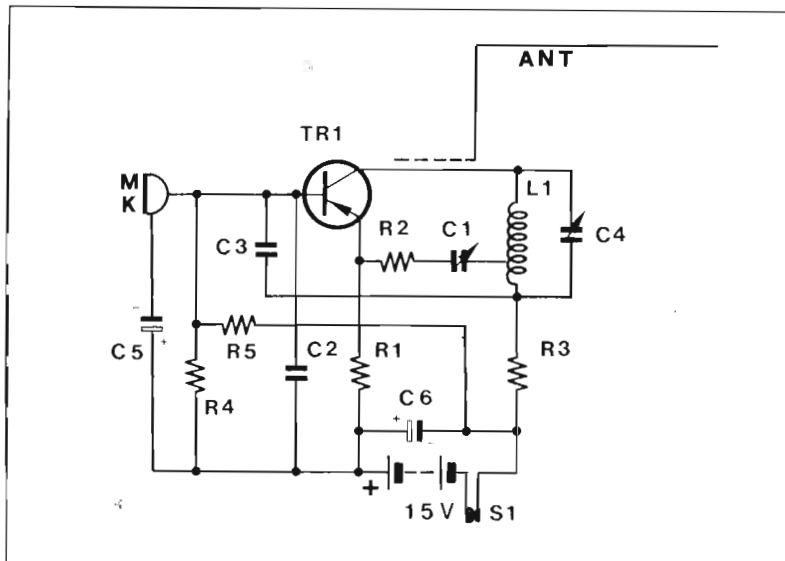 ANT
TR1
M
K
L1
R2
C1
C4
C3
C5
+
R5
C2
R1
R3
R4
C6
+
+
15V
S1